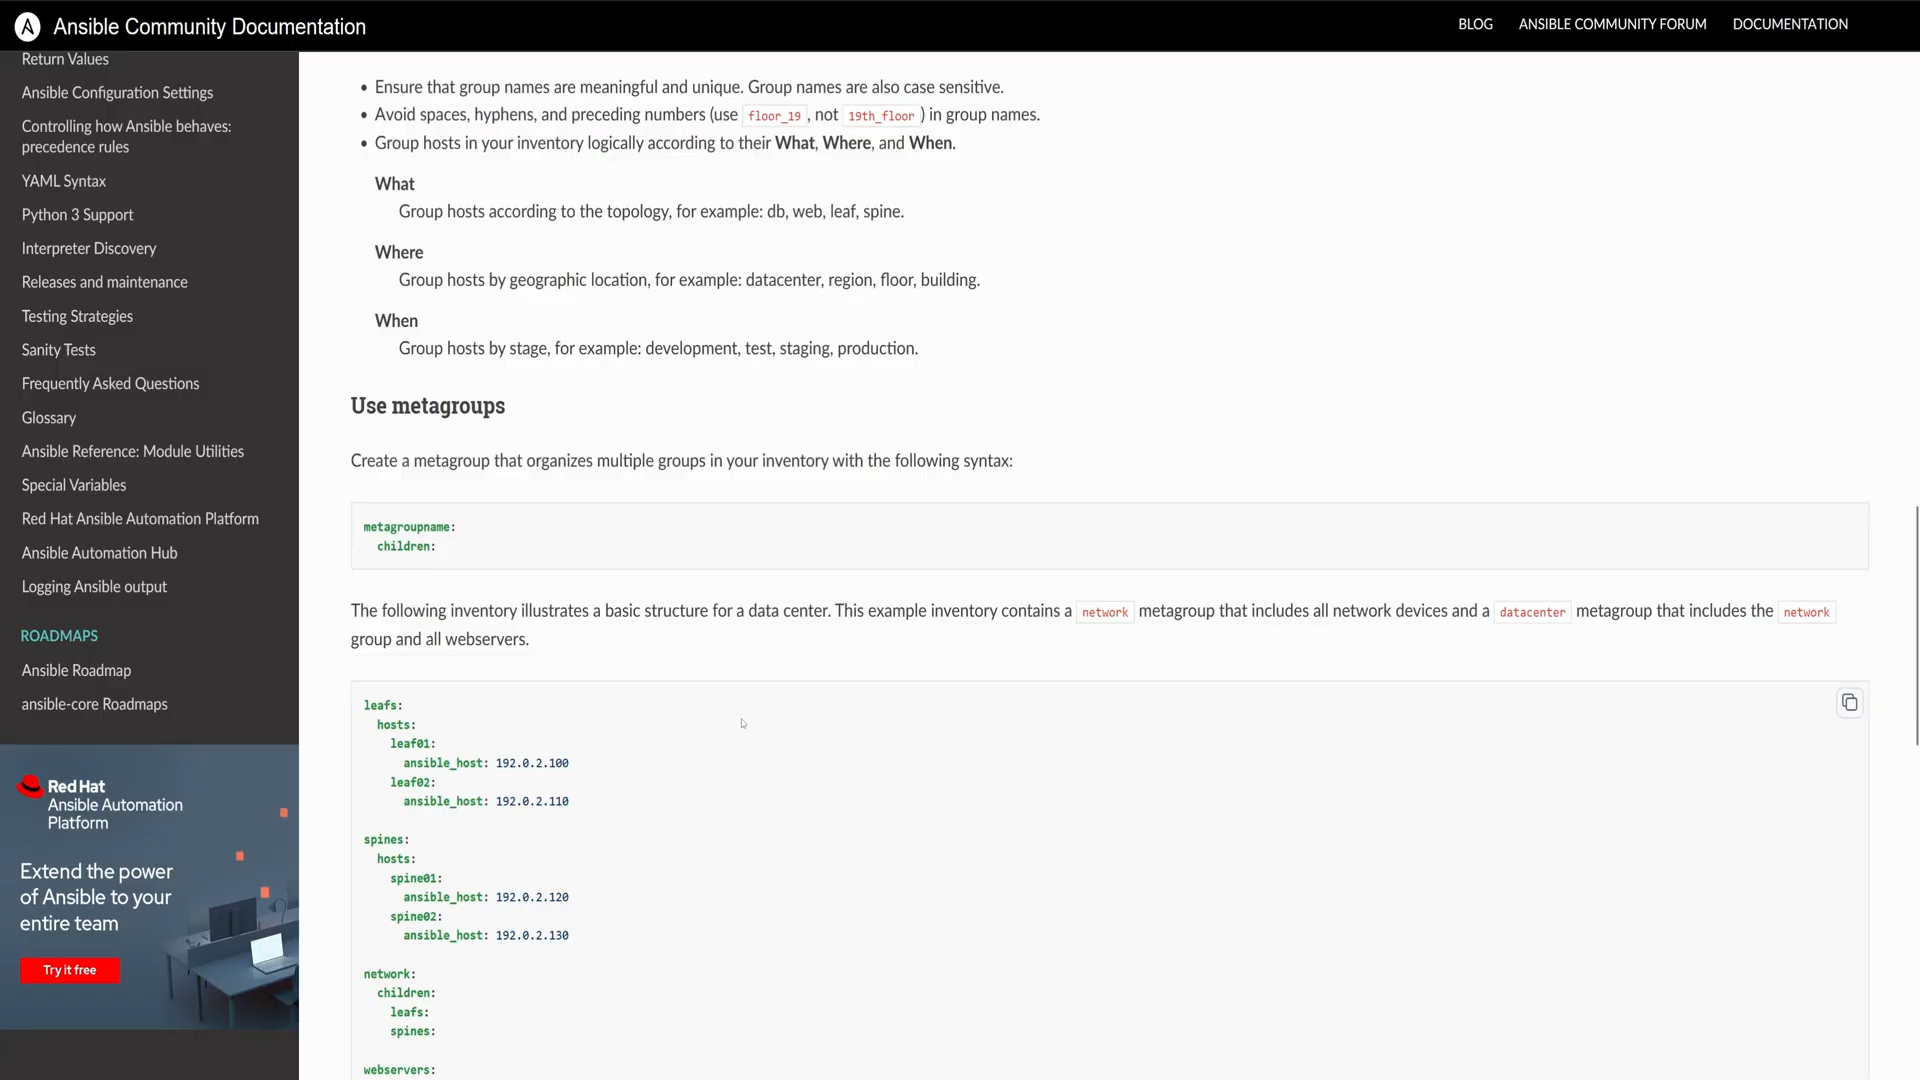 Ansible Community Documentation
BLOG
ANSIBLE COMMUNITY FORUM
DOCUMENTATION
Return Values
Ansible Configuration Settings
Controlling how Ansible behaves:
precedence rules
YAML Syntax
Python 3 Support
Interpreter Discovery
Releases and maintenance
Testing Strategies
Sanity Tests
Frequently Asked Questions
Glossary
Ansible Reference: Module Utilities
Special Variables
Red Hat Ansible Automation Platform
Ansible Automation Hub
Logging Ansible output
ROADMAPS
Ansible Roadmap
ansible-core Roadmaps
Red Hat
Ansible Automation
Platform
Extend the power
of Ansible to your
entire team
Try it free
• Ensure that group names are meaningful and unique. Group names are also case sensitive.
• Avoid spaces, hyphens, and preceding numbers (use floor_19, not 19th_floor) in group names.
• Group hosts in your inventory logically according to their What, Where, and When.
What
Group hosts according to the topology, for example: db, web, leaf, spine.
Where
Group hosts by geographic location, for example: datacenter, region, floor, building.
When
Group hosts by stage, for example: development, test, staging, production.
Use metagroups
Create a metagroup that organizes multiple groups in your inventory with the following syntax:
metagroupname:
  children:
The following inventory illustrates a basic structure for a data center. This example inventory contains a network metagroup that includes all network devices and a datacenter metagroup that includes the network
group and all webservers.
leafs:
  hosts:
    leaf01:
      ansible_host: 192.0.2.100
    leaf02:
      ansible_host: 192.0.2.110
spines:
  hosts:
    spine01:
      ansible_host: 192.0.2.120
    spine02:
      ansible_host: 192.0.2.130
network:
  children:
    leafs:
    spines:
webservers: